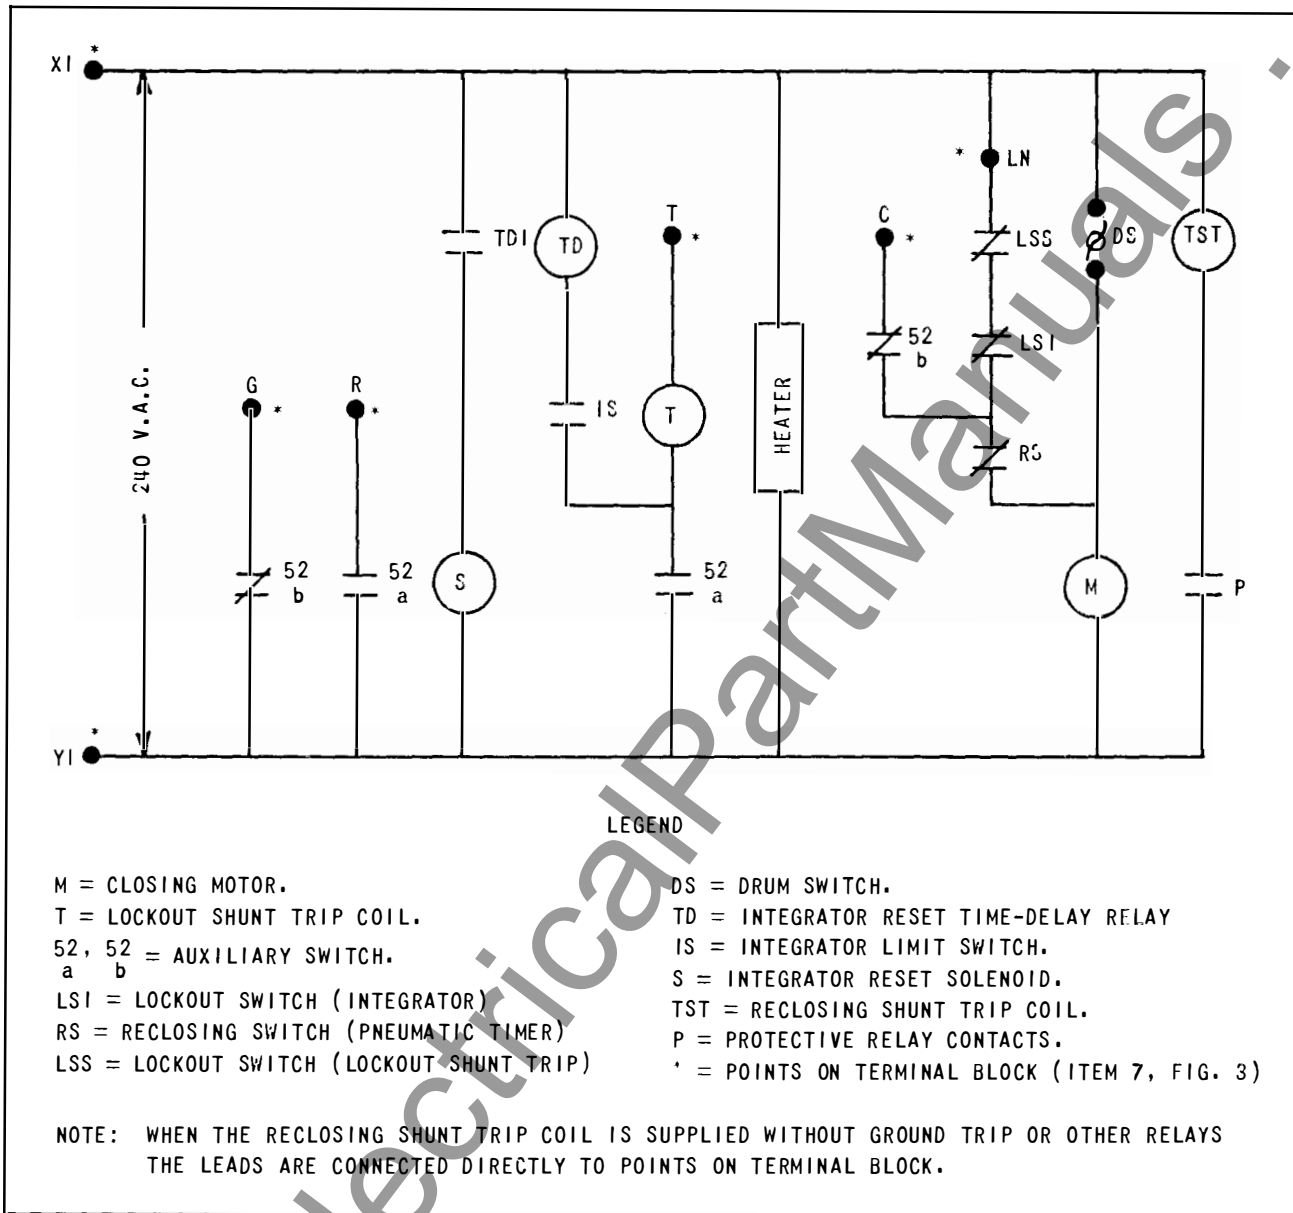 X1 *
* LN
T *
C *
TD1
TD
LSS
DS
TST
52
b
LS1
240 V.A.C.
G *
R *
IS
T
HEATER
RS
52
b
52
a
S
52
a
M
P
*
Y1
LEGEND
M = CLOSING MOTOR.
T = LOCKOUT SHUNT TRIP COIL.
52, 52 = AUXILIARY SWITCH.
a b
LSI = LOCKOUT SWITCH (INTEGRATOR)
RS = RECLOSING SWITCH (PNEUMATIC TIMER)
LSS = LOCKOUT SWITCH (LOCKOUT SHUNT TRIP)
DS = DRUM SWITCH.
TD = INTEGRATOR RESET TIME-DELAY RELAY
IS = INTEGRATOR LIMIT SWITCH.
S = INTEGRATOR RESET SOLENOID.
TST = RECLOSING SHUNT TRIP COIL.
P = PROTECTIVE RELAY CONTACTS.
* = POINTS ON TERMINAL BLOCK (ITEM 7, FIG. 3)
NOTE: WHEN THE RECLOSING SHUNT TRIP COIL IS SUPPLIED WITHOUT GROUND TRIP OR OTHER RELAYS
THE LEADS ARE CONNECTED DIRECTLY TO POINTS ON TERMINAL BLOCK.
lectricalPartManuals .